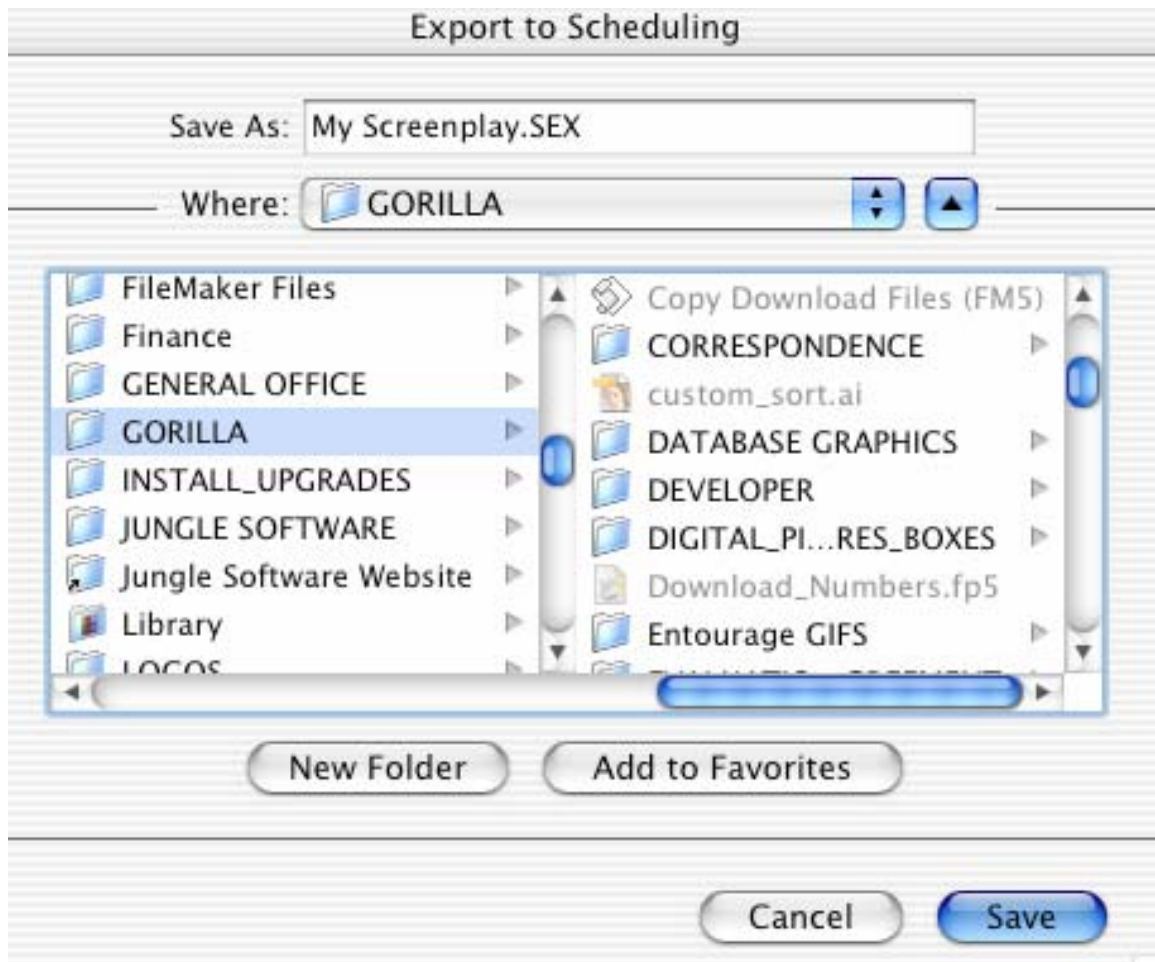 Export to Scheduling
Save As: My Screenplay.SEX
Where: GORILLA
FileMaker Files
Finance
GENERAL OFFICE
GORILLA
INSTALL_UPGRADES
JUNGLE SOFTWARE
Jungle Software Website
Library
LOGOS
Copy Download Files (FM5)
CORRESPONDENCE
custom_sort.ai
DATABASE GRAPHICS
DEVELOPER
DIGITAL_PI...RES_BOXES
Download_Numbers.fp5
Entourage GIFS
New Folder Add to Favorites
Cancel Save